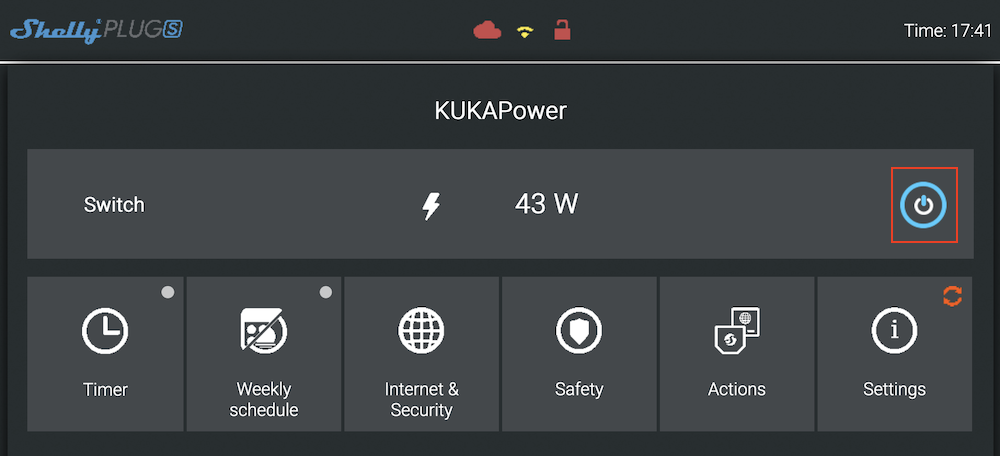 Shelly PLUG S
Time: 17:41
KUKAPower
Switch
43 W
Timer
Weekly
schedule
Internet &
Security
Safety
Actions
i
Settings